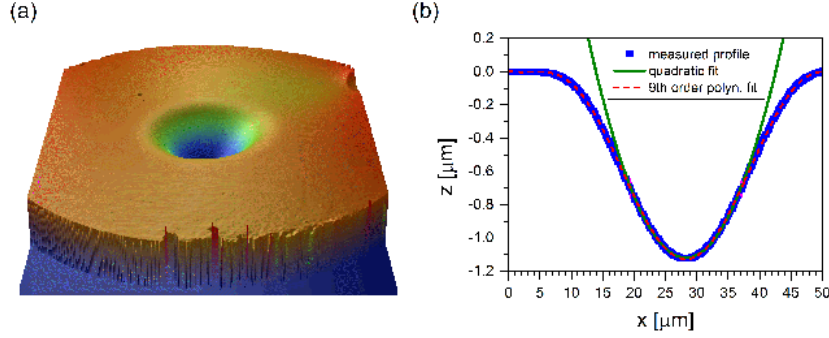 (a)
(b)
0.2
0.0
-0.2
-0.4
-0.6
-0.8
-1.0
-1.2
z [μm]
measured profile
quadratic fit
9th order polyn. fit
0 5 10 15 20 25 30 35 40 45 50
x [μm]